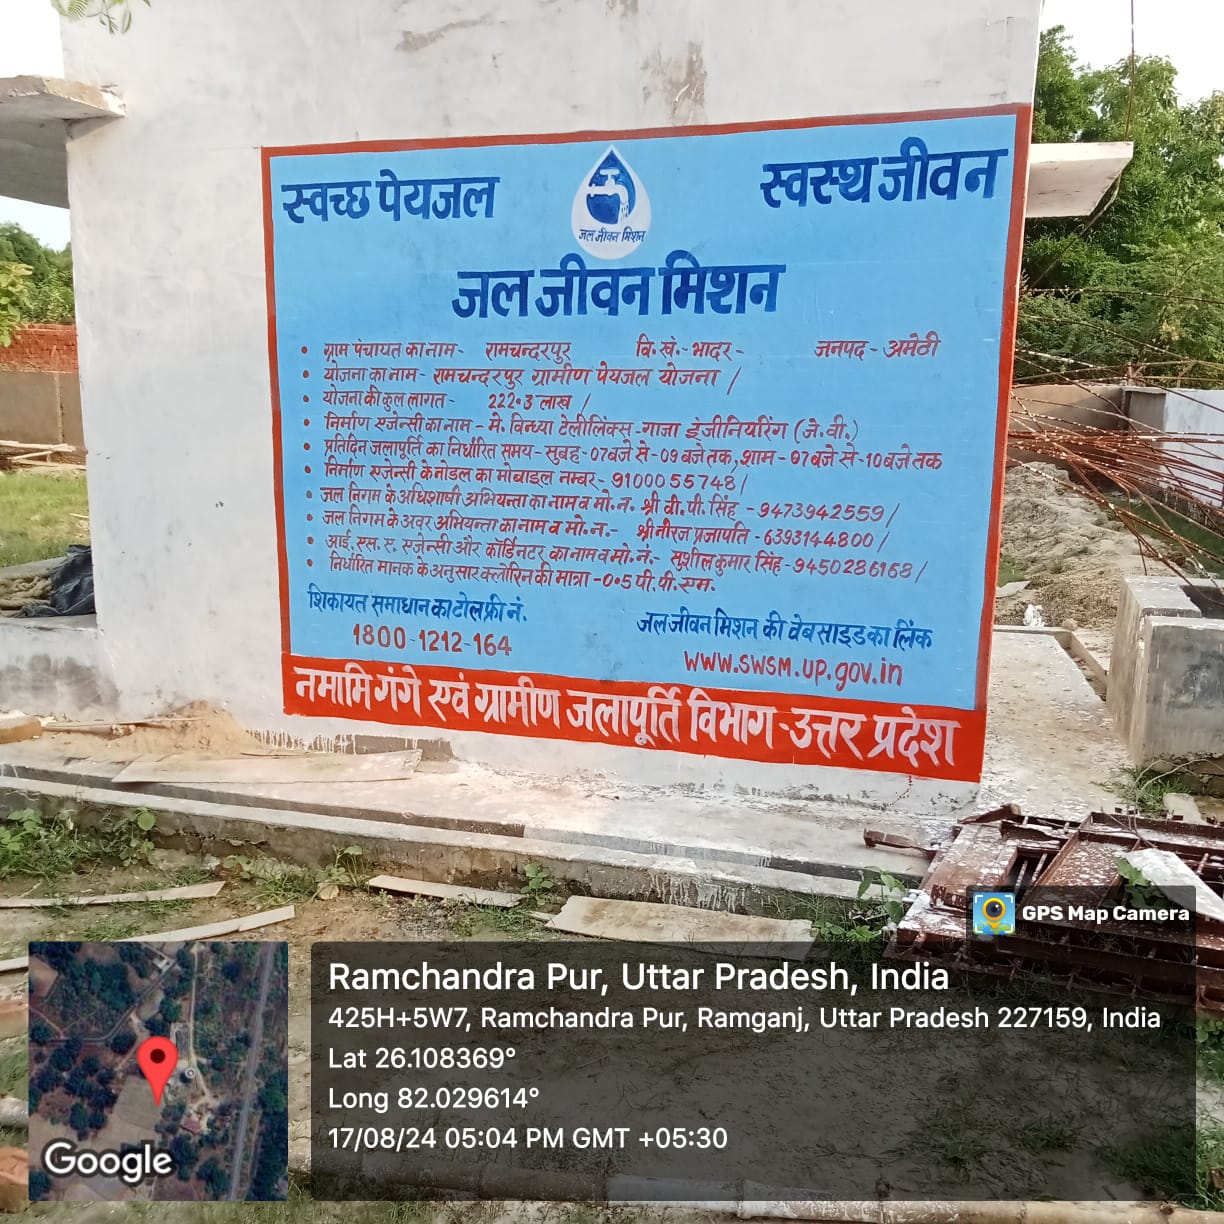 स्वच्छ पेयजल
स्वस्थ जीवन
जल जीवन मिशन
जल जीवन मिशन
• ग्राम पंचायत का नाम- रामचन्दरपुर वि.खं.- भादर- जनपद- अमेठी
• योजना का नाम- रामचन्दरपुर ग्रामीण पेयजल योजना /
• योजना की कुल लागत- 222.3 लाख /
• निर्माण एजेन्सी का नाम- मे. विन्ध्या टेलीलिंक्स-गाजा इंजीनियरिंग (जे.वी.)
• प्रतिदिन जलापूर्ति का निर्धारित समय- सुबह-07बजे से-09बजे तक, शाम-07बजे से-10बजे तक
• निर्माण एजेन्सी के नोडल का मोबाइल नम्बर- 9100055748/
• जल निगम के अधिशाषी अभियन्ता का नाम व मो.न. श्री वी.पी. सिंह -9473942559/
• जल निगम के अवर अभियन्ता का नाम व मो.न.- श्री नीरज प्रजापति -6393144800/
• आई.एस.ए. एजेन्सी और कॉर्डिनेटर का नाम व मो.नं.- सुशील कुमार सिंह-9450286168/
• निर्धारित मानक के अनुसार क्लोरिन की मात्रा -0.5 पी.पी.एम.
शिकायत समाधान का टोल फ्री नं.
1800-1212-164
जल जीवन मिशन की वेबसाइड का लिंक
www.swsm.up.gov.in
नमामि गंगे एवं ग्रामीण जलापूर्ति विभाग-उत्तर प्रदेश
GPS Map Camera
Ramchandra Pur, Uttar Pradesh, India
425H+5W7, Ramchandra Pur, Ramganj, Uttar Pradesh 227159, India
Lat 26.108369°
Long 82.029614°
17/08/24 05:04 PM GMT +05:30
Google